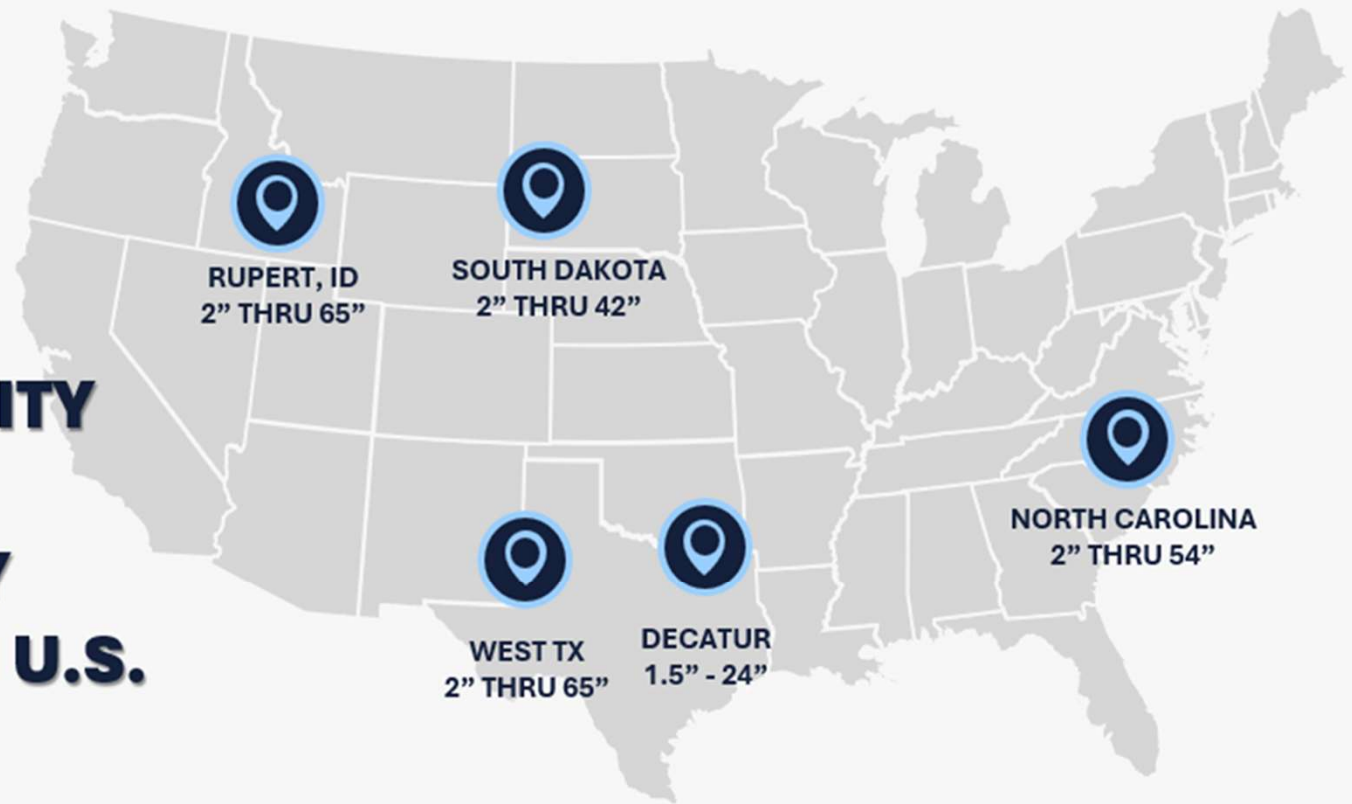 RUPERT, ID
2” THRU 65”
SOUTH DAKOTA
2” THRU 42”
NORTH CAROLINA
2” THRU 54”
WEST TX
2” THRU 65”
DECATUR
1.5” - 24”
U.S.